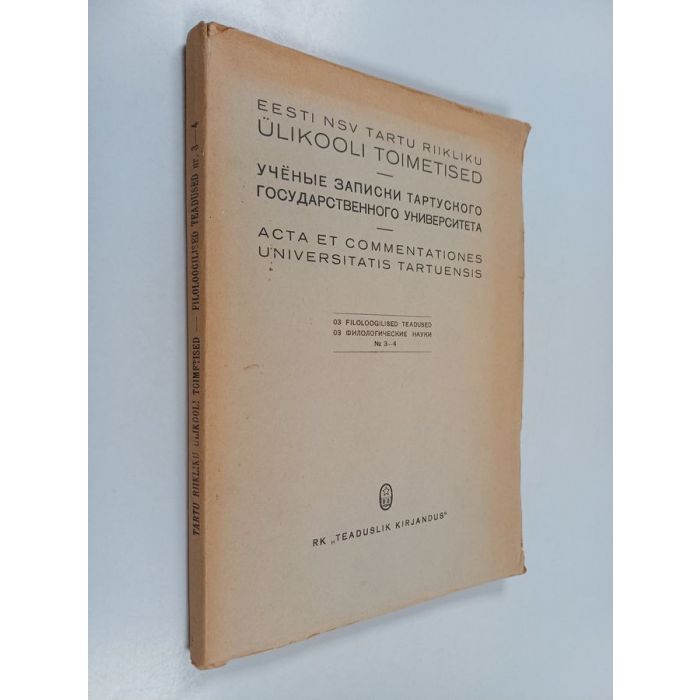 TARTU RIIKLIKU ÜLIKOOLI TOIMETISED — FILOLOOGILISED TEADUSED nr. 3—4
EESTI NSV TARTU RIIKLIKU
ÜLIKOOLI TOIMETISED
УЧЁНЫЕ ЗАПИСКИ ТАРТУСКОГО
ГОСУДАРСТВЕННОГО УНИВЕРСИТЕТА
ACTA ET COMMENTATIONES
UNIVERSITATIS TARTUENSIS
03 FILOLOOGILISED TEADUSED
03 ФИЛОЛОГИЧЕСКИЕ НАУКИ
№ 3—4
RK „TEADUSLIK KIRJANDUS"